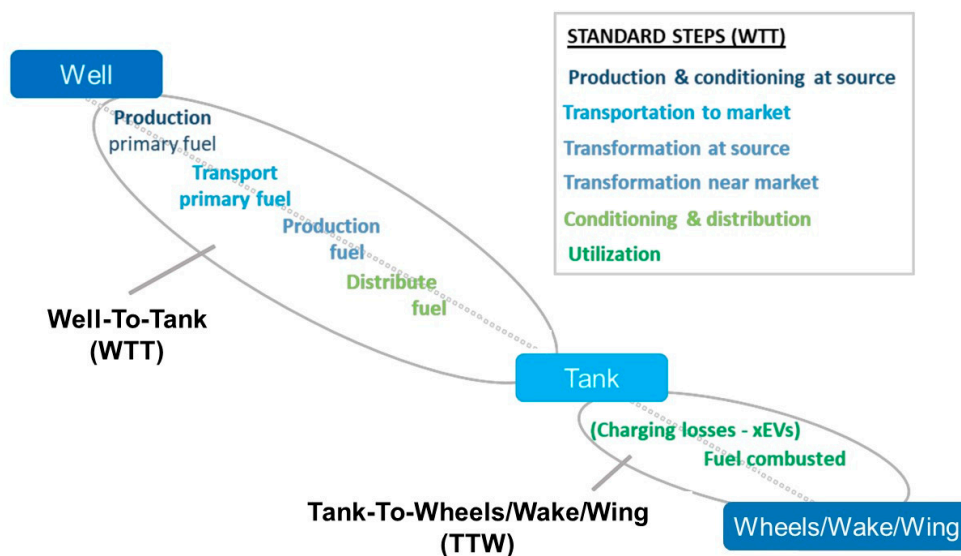 STANDARD STEPS (WTT)
Production & conditioning at source
Transportation to market
Transformation at source
Transformation near market
Conditioning & distribution
Utilization
Well
Production
primary fuel
Transport
primary fuel
Production
fuel
Distribute
fuel
Well-To-Tank
(WTT)
Tank
(Charging losses - xEVs)
Fuel combusted
Tank-To-Wheels/Wake/Wing
(TTW)
Wheels/Wake/Wing